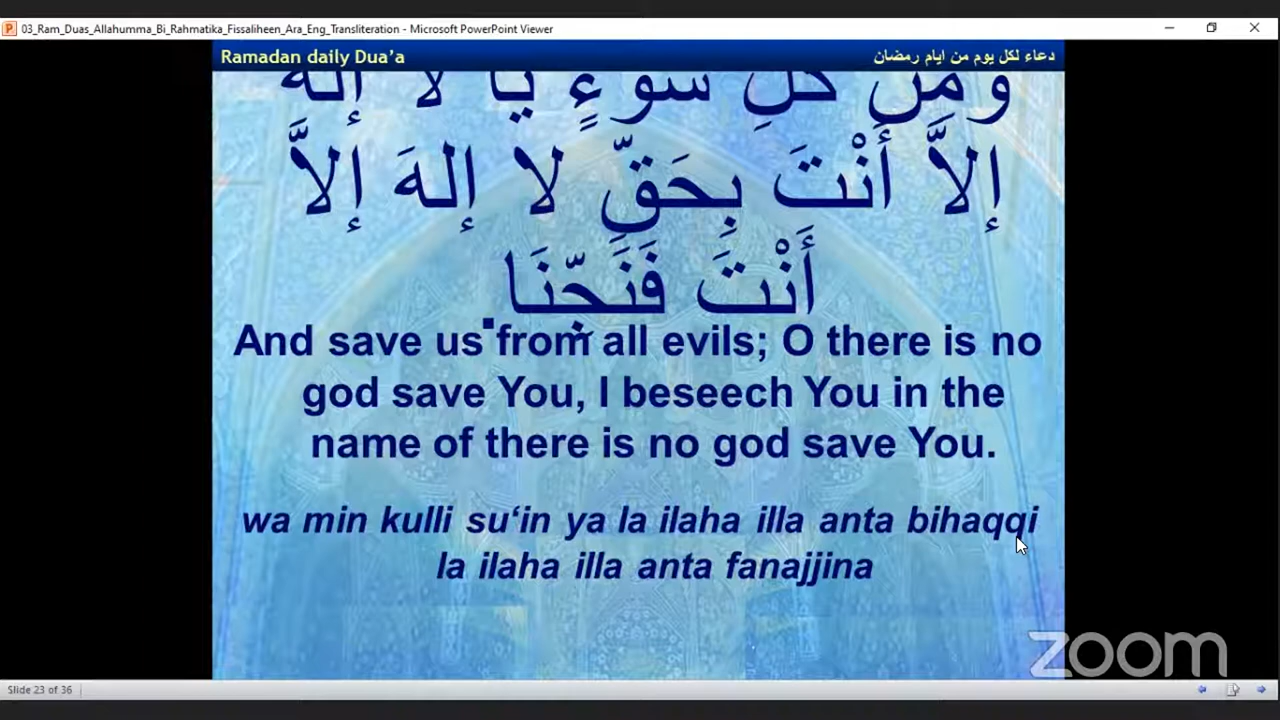 03_Ram_Duas_Allahumma_Bi_Rahmatika_Fissaliheen_Ara_Eng_Transliteration - Microsoft PowerPoint Viewer
Ramadan daily Dua’a
دعاء لكل يوم من ايام رمضان
وَمِنْ كُلِّ سُوءٍ يَا لا إلهَ
إلاَّ أَنْتَ بِحَقِّ لا إلهَ إلاَّ
أَنْتَ فَنَجِّنَا
And save us from all evils; O there is no
god save You, I beseech You in the
name of there is no god save You.
wa min kulli su‘in ya la ilaha illa anta bihaqqi
la ilaha illa anta fanajjina
zoom
Slide 23 of 36